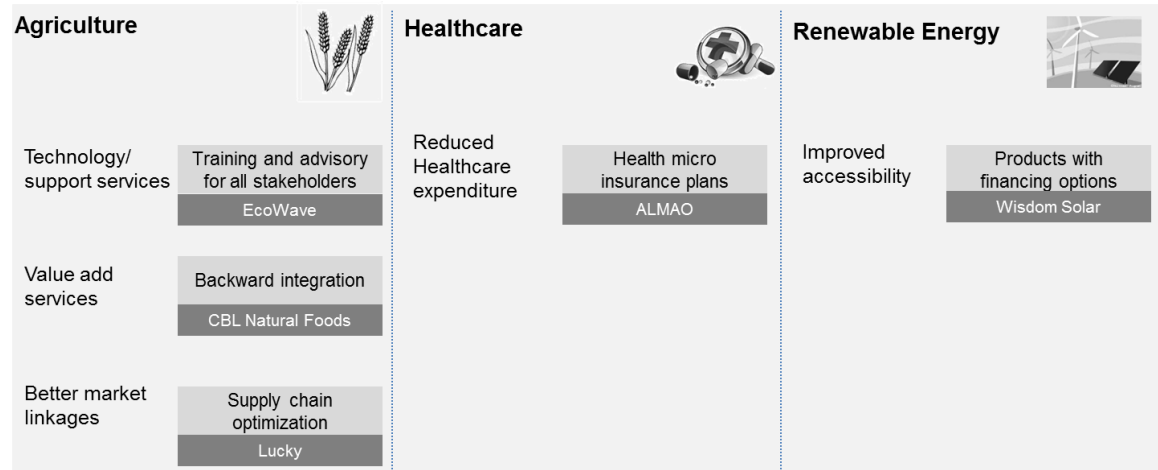 Agriculture
Technology/
support services
Training and advisory
for all stakeholders
EcoWave
Value add
services
Backward integration
CBL Natural Foods
Better market
linkages
Supply chain
optimization
Lucky
Healthcare
Reduced
Healthcare
expenditure
Health micro
insurance plans
ALMAO
Renewable Energy
Improved
accessibility
Products with
financing options
Wisdom Solar